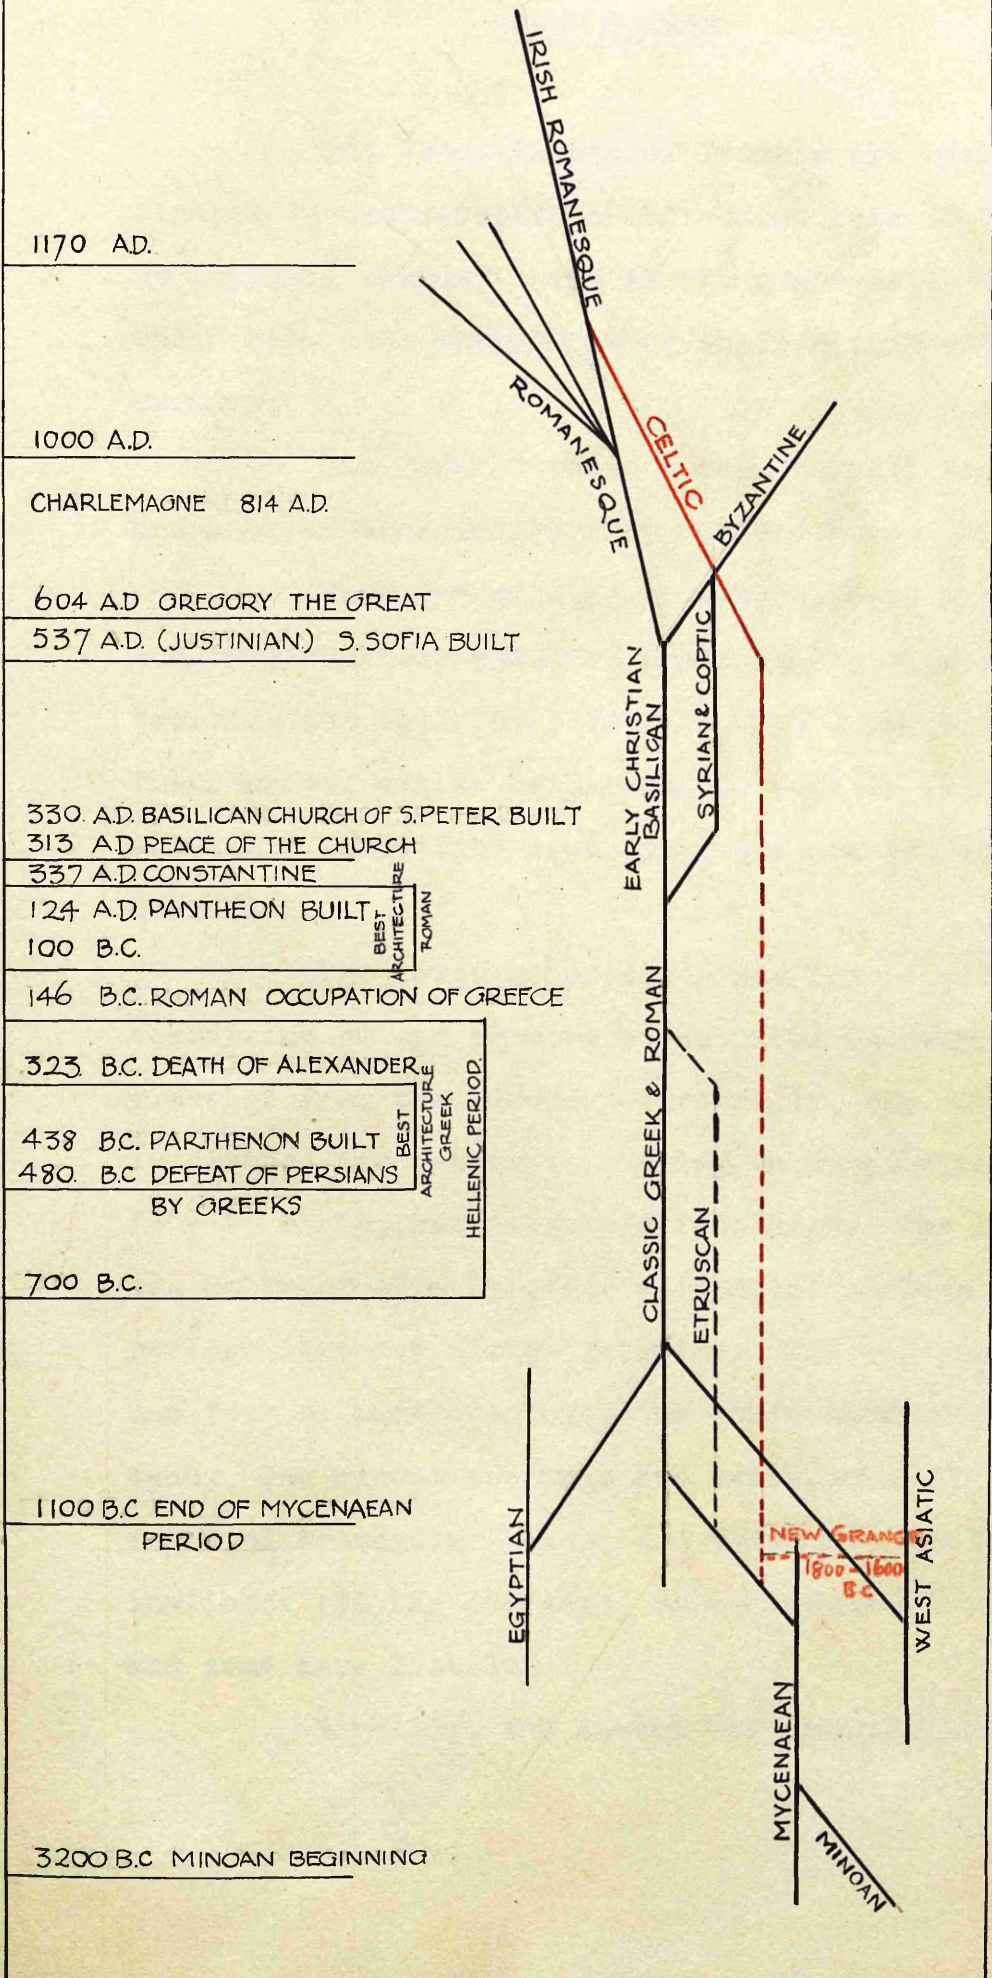 IRISH ROMANESQUE
1170 A.D.
ROMANESQUE
CELTIC
BYZANTINE
1000 A.D.
CHARLEMAGNE 814 A.D.
604 A.D GREGORY THE GREAT
537 A.D. (JUSTINIAN.) S. SOFIA BUILT
EARLY CHRISTIAN
BASILICAN
SYRIAN & COPTIC
330. A.D. BASILICAN CHURCH OF S. PETER BUILT
313 A.D PEACE OF THE CHURCH
337 A.D. CONSTANTINE
124 A.D. PANTHEON BUILT
100 B.C.
BEST
ARCHITECTURE
ROMAN
146 B.C. ROMAN OCCUPATION OF GREECE
323. B.C. DEATH OF ALEXANDER
438 B.C. PARTHENON BUILT
480. B.C DEFEAT OF PERSIANS
BY GREEKS
BEST
ARCHITECTURE
GREEK
HELLENIC PERIOD.
700 B.C.
CLASSIC GREEK & ROMAN
ETRUSCAN
1100 B.C END OF MYCENAEAN
PERIOD
EGYPTIAN
NEW GRANGE
1800-1600
B.C
WEST ASIATIC
MYCENAEAN
MINOAN
3200 B.C MINOAN BEGINNING